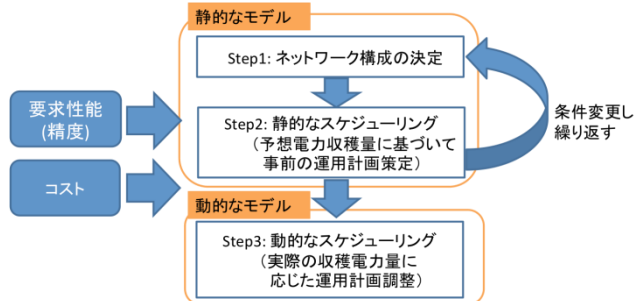 静的なモデル
Step1: ネットワーク構成の決定
要求性能
(精度)
Step2: 静的なスケジューリング
(予想電力収穫量に基づいて
事前の運用計画策定)
条件変更し
繰り返す
コスト
動的なモデル
Step3: 動的なスケジューリング
(実際の収穫電力量に
応じた運用計画調整)